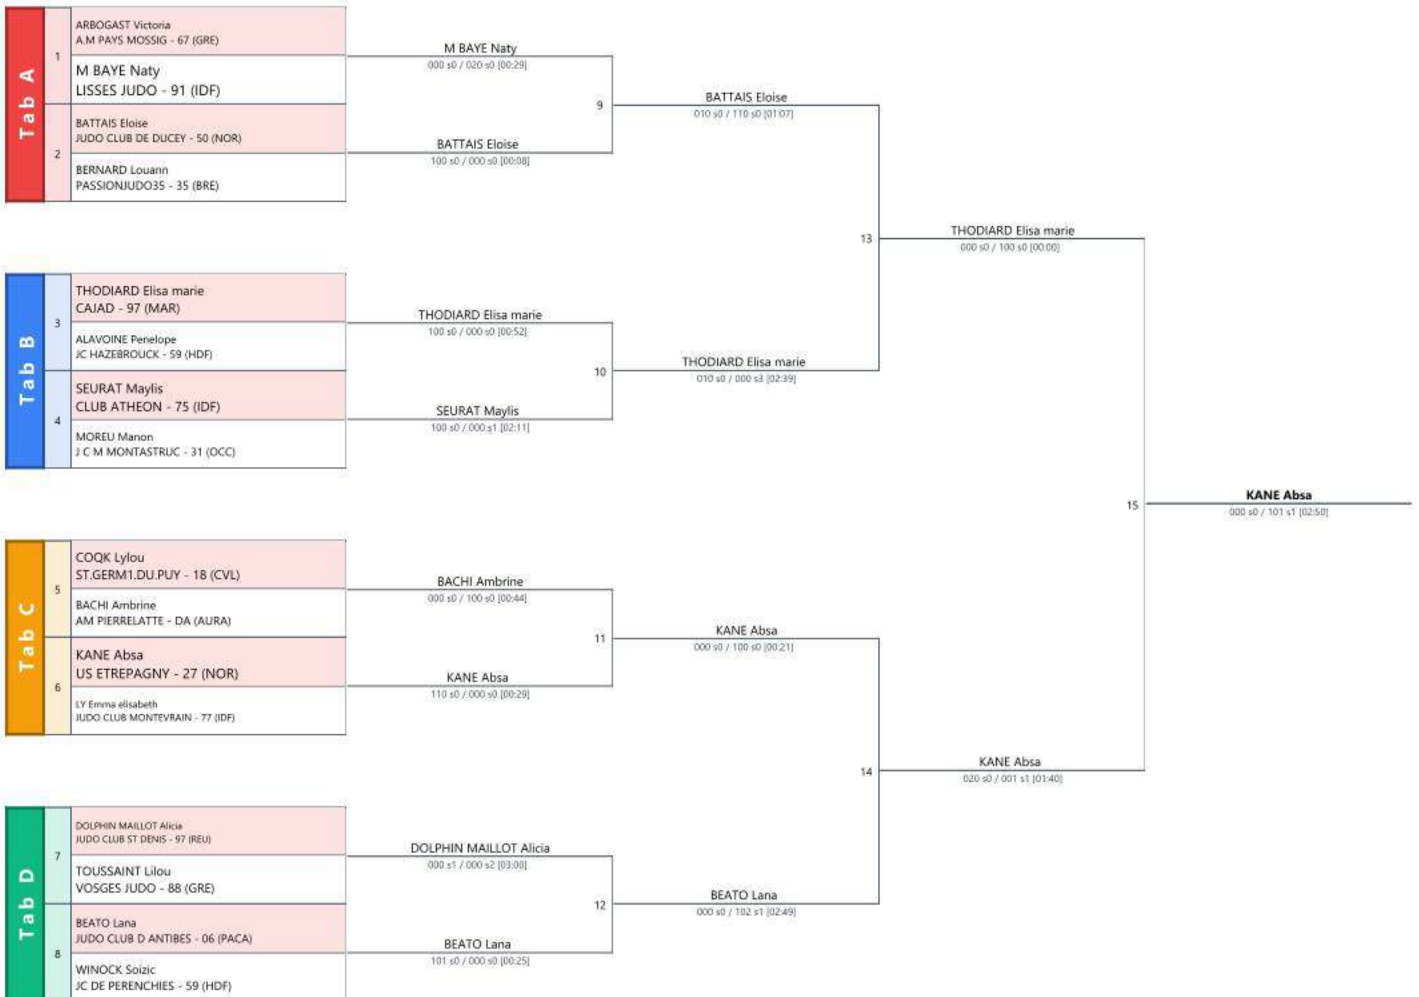 Tab A
1
ARBOGAST Victoria
A.M PAYS MOSSIG - 67 (GRE)
M BAYE Naty
LISSES JUDO - 91 (IDF)
2
BATTAIS Eloise
JUDO CLUB DE DUCEY - 50 (NOR)
BERNARD Louann
PASSIONJUDO35 - 35 (BRE)
M BAYE Naty
000 s0 / 020 s0 [00:29]
BATTAIS Eloise
100 s0 / 000 s0 [00:08]
9
BATTAIS Eloise
010 s0 / 110 s0 [01:07]
Tab B
3
THODIARD Elisa marie
CAJAD - 97 (MAR)
ALAVOINE Penelope
JC HAZEBROUCK - 59 (HDF)
4
SEURAT Maylis
CLUB ATHEON - 75 (IDF)
MOREU Manon
J C M MONTASTRUC - 31 (OCC)
THODIARD Elisa marie
100 s0 / 000 s0 [00:52]
SEURAT Maylis
100 s0 / 000 s1 [02:11]
10
THODIARD Elisa marie
010 s0 / 000 s3 [02:39]
13
THODIARD Elisa marie
000 s0 / 100 s0 [00:00]
Tab C
5
COQK Lylou
ST.GERM1.DU.PUY - 18 (CVL)
BACHI Ambrine
AM PIERRELATTE - DA (AURA)
6
KANE Absa
US ETREPAGNY - 27 (NOR)
LY Emma elisabeth
JUDO CLUB MONTEVRAIN - 77 (IDF)
BACHI Ambrine
000 s0 / 100 s0 [00:44]
KANE Absa
110 s0 / 000 s0 [00:29]
11
KANE Absa
000 s0 / 100 s0 [00:21]
Tab D
7
DOLPHIN MAILLOT Alicia
JUDO CLUB ST DENIS - 97 (REU)
TOUSSAINT Lilou
VOSGES JUDO - 88 (GRE)
8
BEATO Lana
JUDO CLUB D ANTIBES - 06 (PACA)
WINOCK Soizic
JC DE PERENCHIES - 59 (HDF)
DOLPHIN MAILLOT Alicia
000 s1 / 000 s2 [03:00]
BEATO Lana
101 s0 / 000 s0 [00:25]
12
BEATO Lana
000 s0 / 102 s1 [02:49]
14
KANE Absa
020 s0 / 001 s1 [01:40]
15
KANE Absa
000 s0 / 101 s1 [02:50]